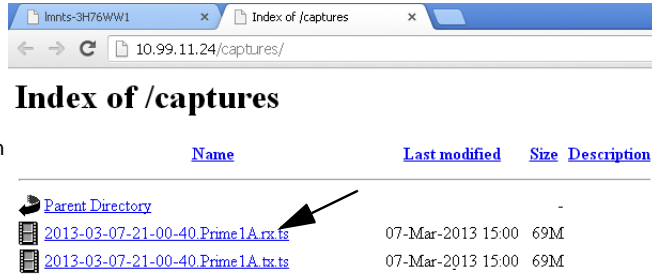 lmnts-3H76WW1 × Index of /captures ×
10.99.11.24/captures/
Index of /captures
n
Name Last modified Size Description
Parent Directory -
2013-03-07-21-00-40.Prime1A.rx.ts 07-Mar-2013 15:00 69M
2013-03-07-21-00-40.Prime1A.tx.ts 07-Mar-2013 15:00 69M